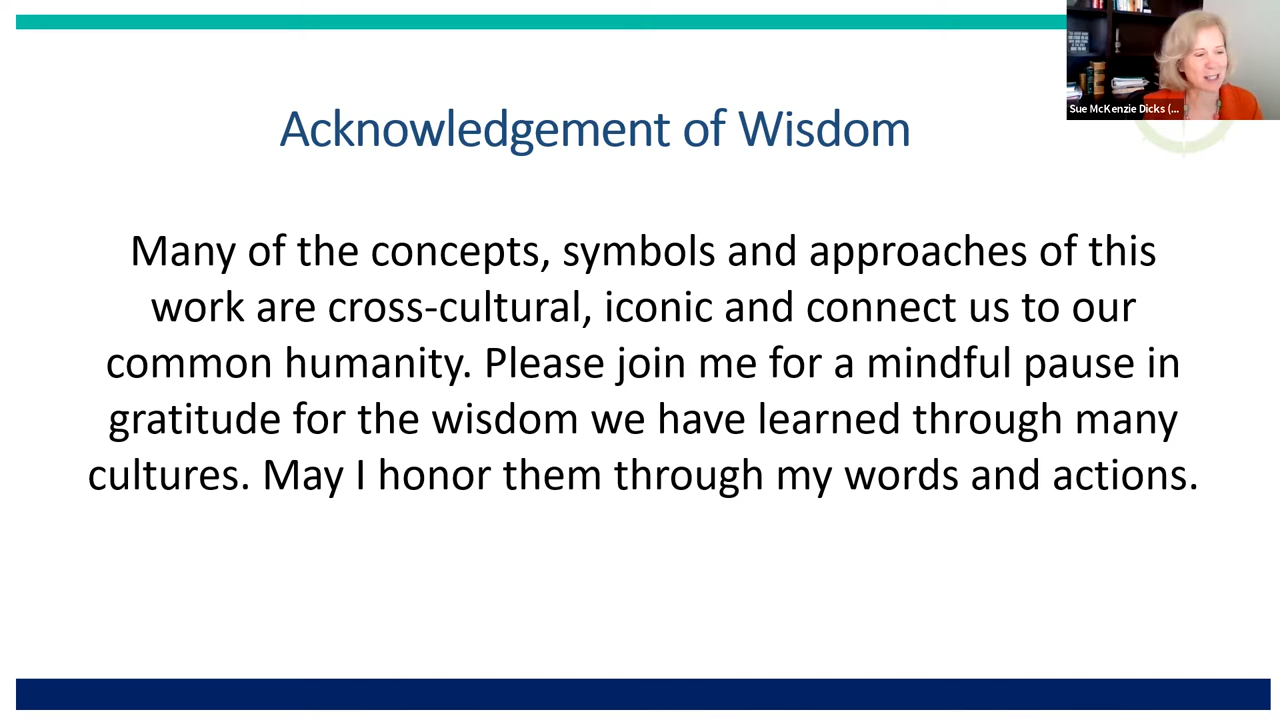 Sue McKenzie Dicks (...
Acknowledgement of Wisdom
Many of the concepts, symbols and approaches of this
work are cross-cultural, iconic and connect us to our
common humanity. Please join me for a mindful pause in
gratitude for the wisdom we have learned through many
cultures. May I honor them through my words and actions.